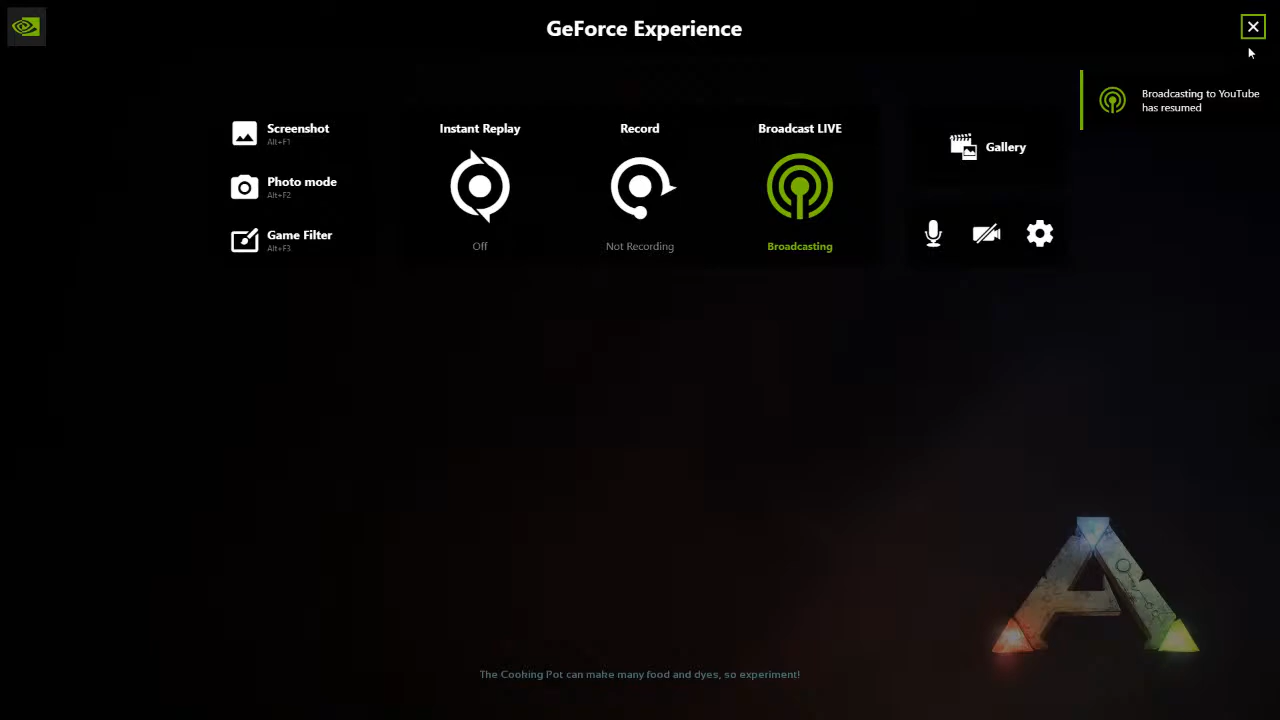 GeForce Experience
Broadcasting to YouTube
has resumed
Screenshot
Alt+F1
Photo mode
Alt+F2
Game Filter
Alt+F3
Instant Replay
Off
Record
Not Recording
Broadcast LIVE
Broadcasting
Gallery
The Cooking Pot can make many food and dyes, so experiment!